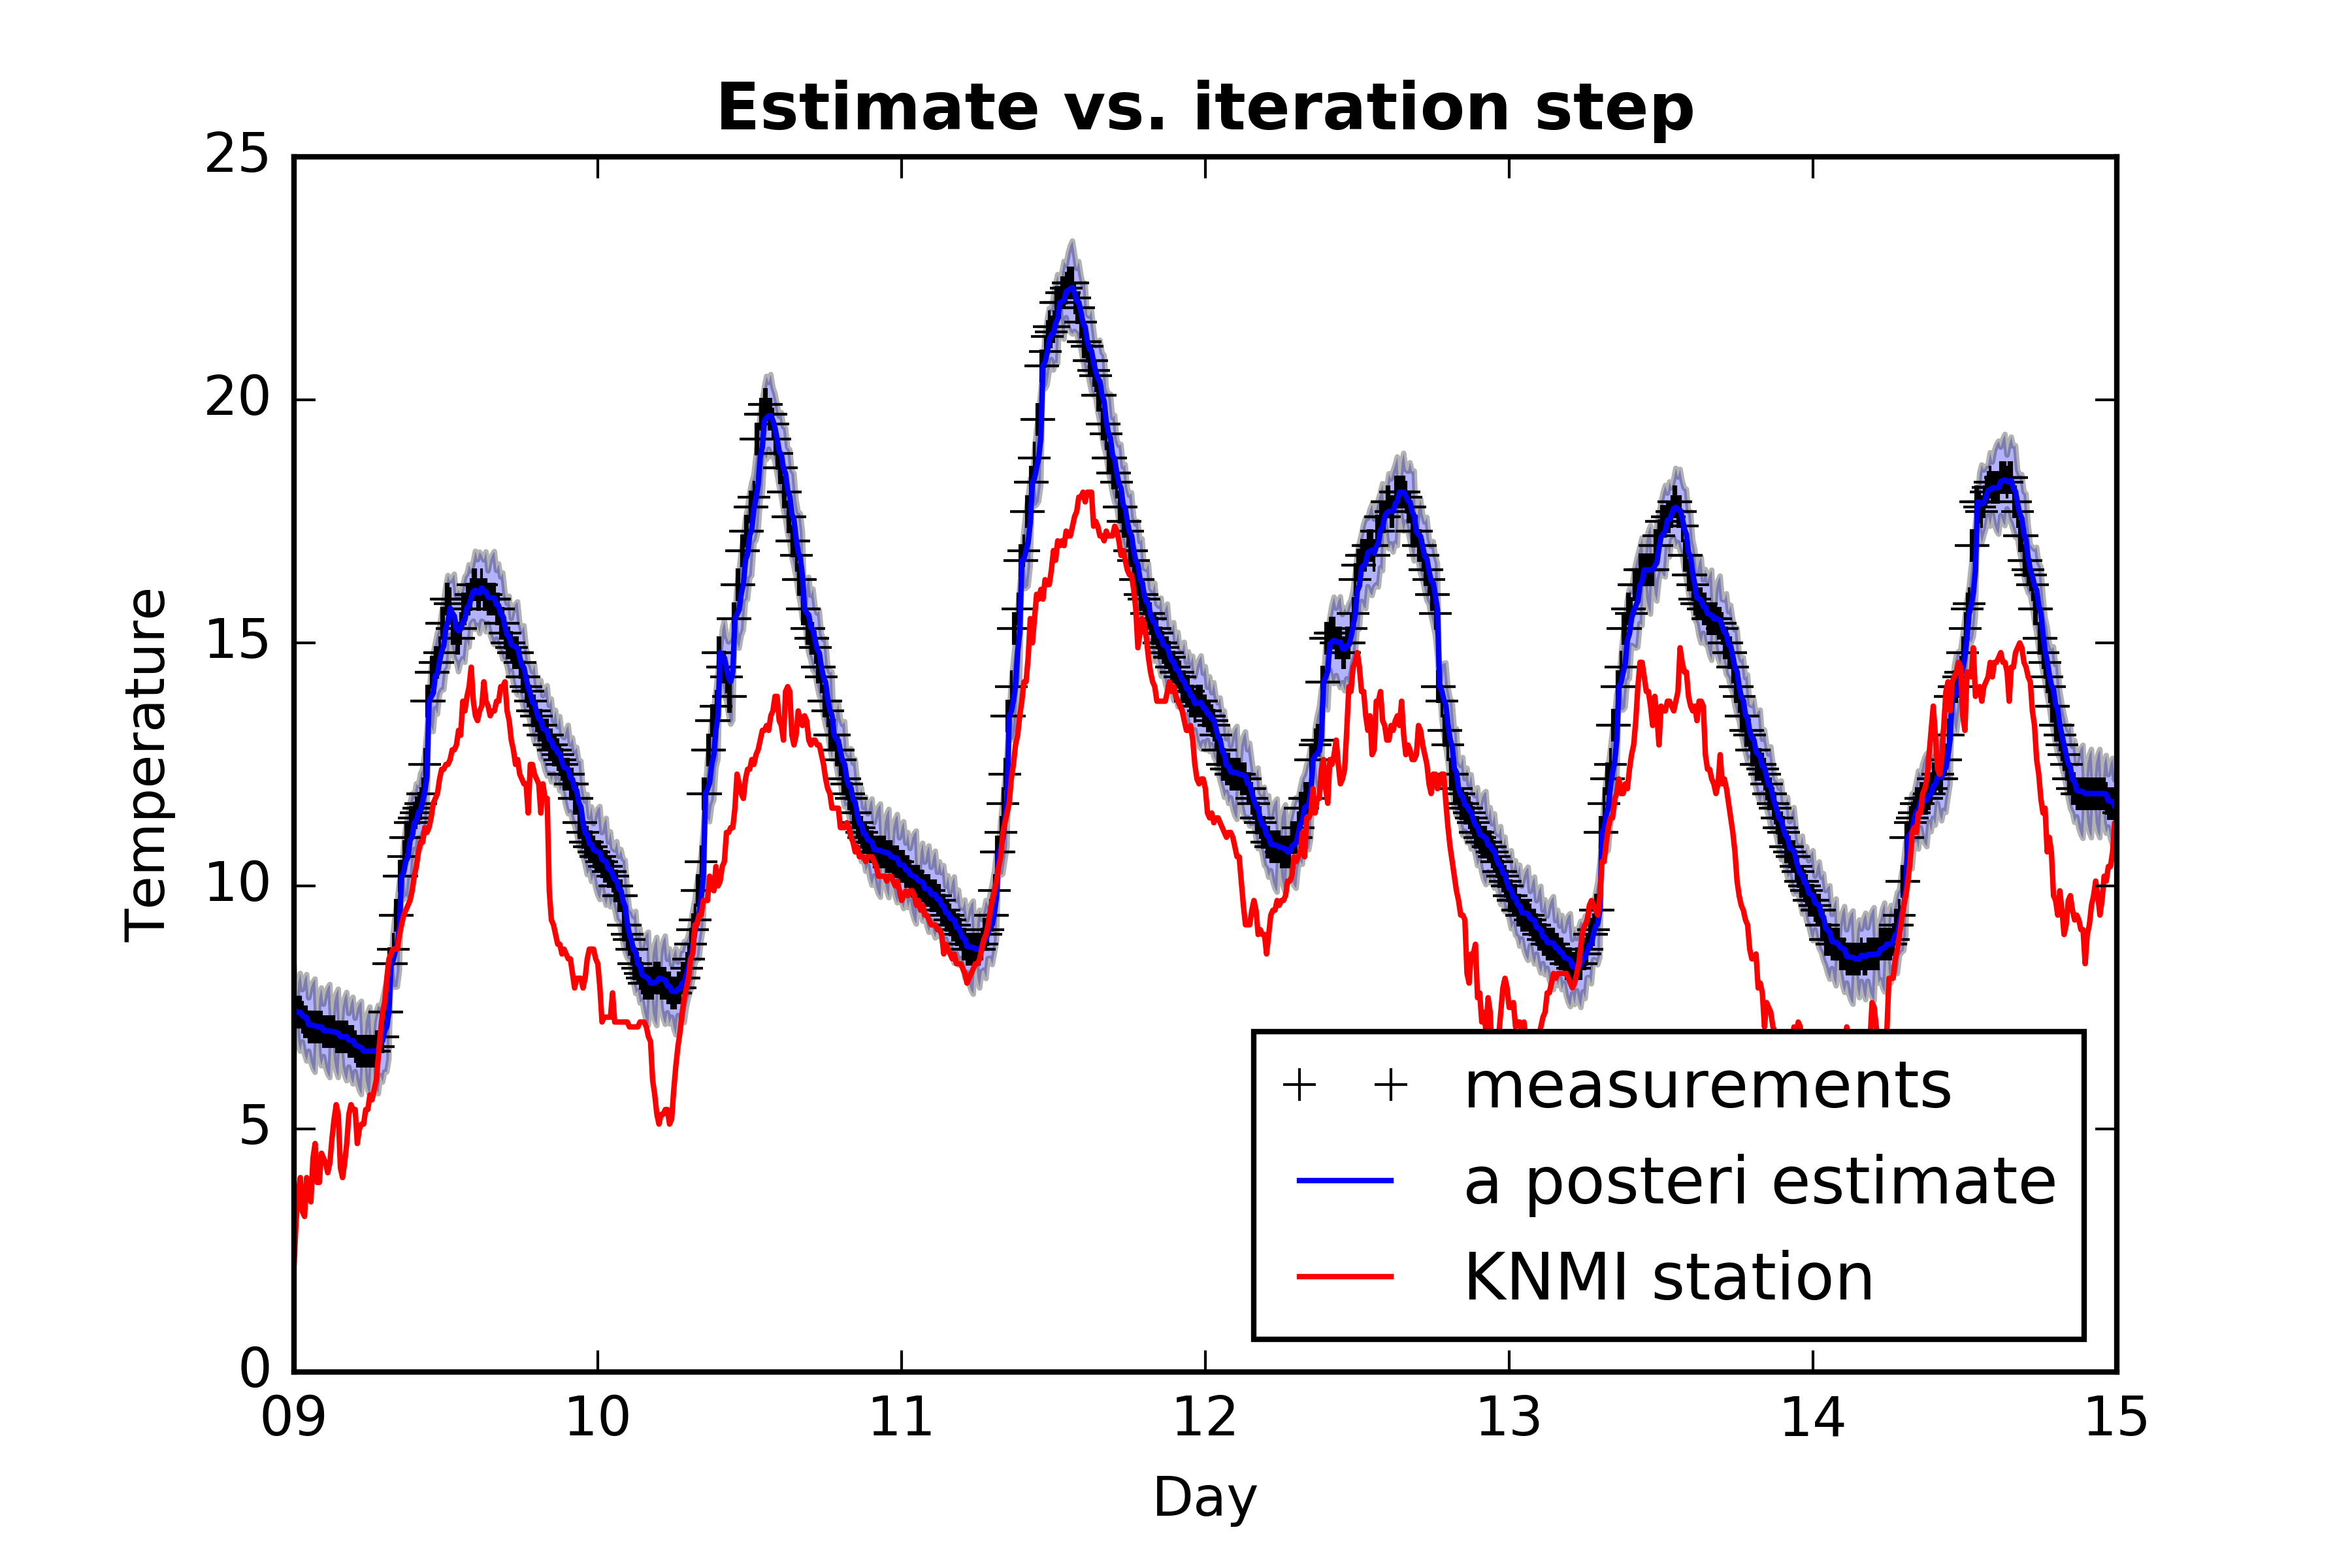 Estimate vs. iteration step
25
20
15
10
5
0
Temperature
09 10 11 12 13 14 15
Day
measurements
a posteri estimate
KNMI station